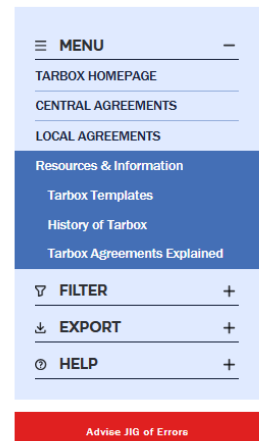 MENU
TARBOX HOMEPAGE
CENTRAL AGREEMENTS
LOCAL AGREEMENTS
Resources & Information
Tarbox Templates
History of Tarbox
Tarbox Agreements Explained
FILTER
EXPORT
HELP
Advise JIG of Errors